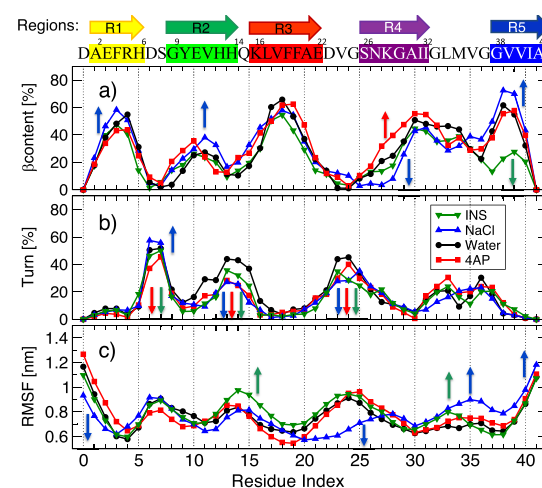 Regions: R1 R2 R3 R4 R5
2 6 9 14 16 22 26 32 38
DAEFRHDSGYEVHHQKLVFFAEDVGSNKGAIIGLMVGGVVIA
a)
βcontent [%]
80
60
40
20
0
b)
Turn [%]
80
60
40
20
0
INS
NaCl
Water
4AP
c)
RMSF [nm]
1.4
1.2
1
0.8
0.6
0 5 10 15 20 25 30 35 40
Residue Index